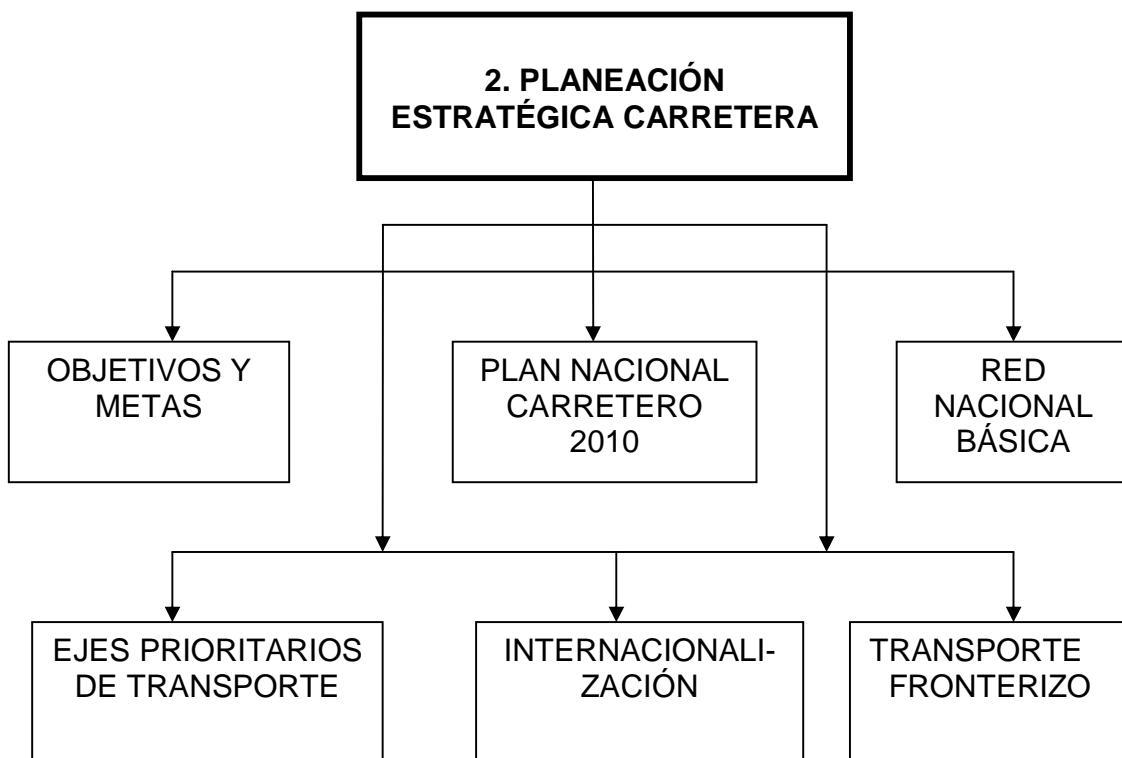 2. PLANEACIÓN
ESTRATÉGICA CARRETERA
OBJETIVOS Y
METAS
PLAN NACIONAL
CARRETERO
2010
RED
NACIONAL
BÁSICA
EJES PRIORITARIOS
DE TRANSPORTE
INTERNACIONALI-
ZACIÓN
TRANSPORTE
FRONTERIZO